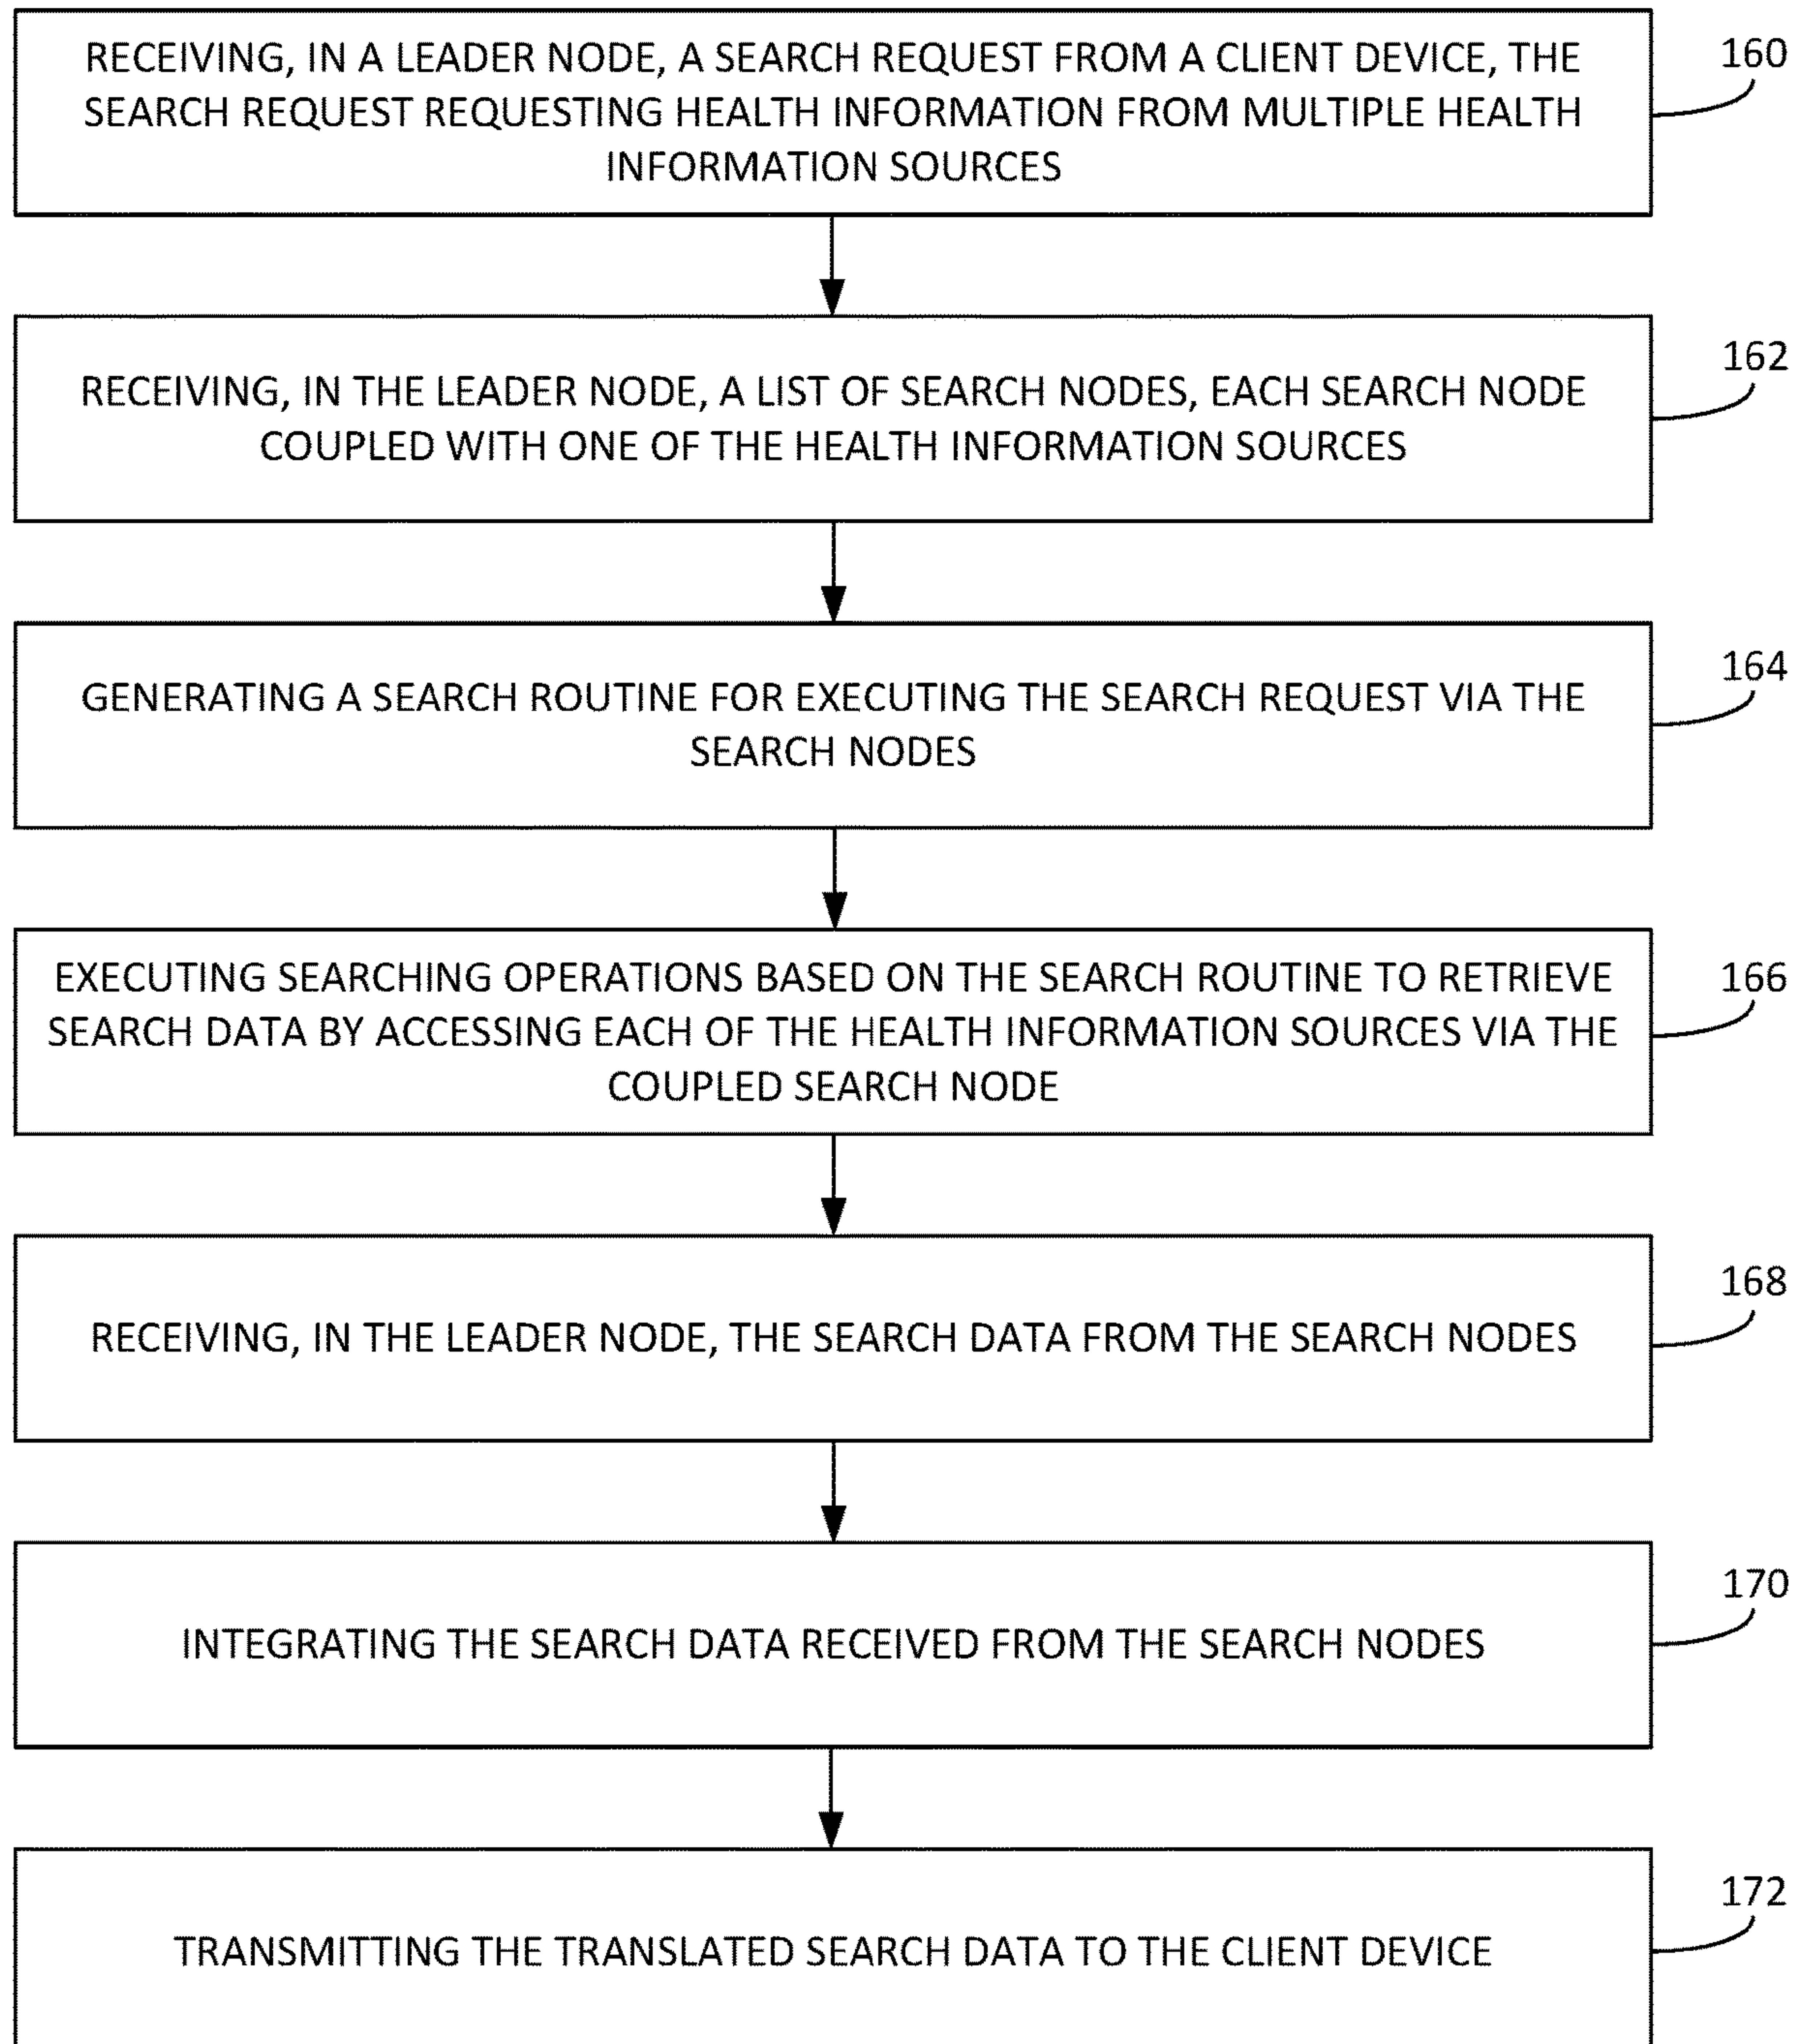 RECEIVING, IN A LEADER NODE, A SEARCH REQUEST FROM A CLIENT DEVICE, THE
SEARCH REQUEST REQUESTING HEALTH INFORMATION FROM MULTIPLE HEALTH
INFORMATION SOURCES
160
RECEIVING, IN THE LEADER NODE, A LIST OF SEARCH NODES, EACH SEARCH NODE
COUPLED WITH ONE OF THE HEALTH INFORMATION SOURCES
162
GENERATING A SEARCH ROUTINE FOR EXECUTING THE SEARCH REQUEST VIA THE
SEARCH NODES
164
EXECUTING SEARCHING OPERATIONS BASED ON THE SEARCH ROUTINE TO RETRIEVE
SEARCH DATA BY ACCESSING EACH OF THE HEALTH INFORMATION SOURCES VIA THE
COUPLED SEARCH NODE
166
RECEIVING, IN THE LEADER NODE, THE SEARCH DATA FROM THE SEARCH NODES
168
INTEGRATING THE SEARCH DATA RECEIVED FROM THE SEARCH NODES
170
TRANSMITTING THE TRANSLATED SEARCH DATA TO THE CLIENT DEVICE
172